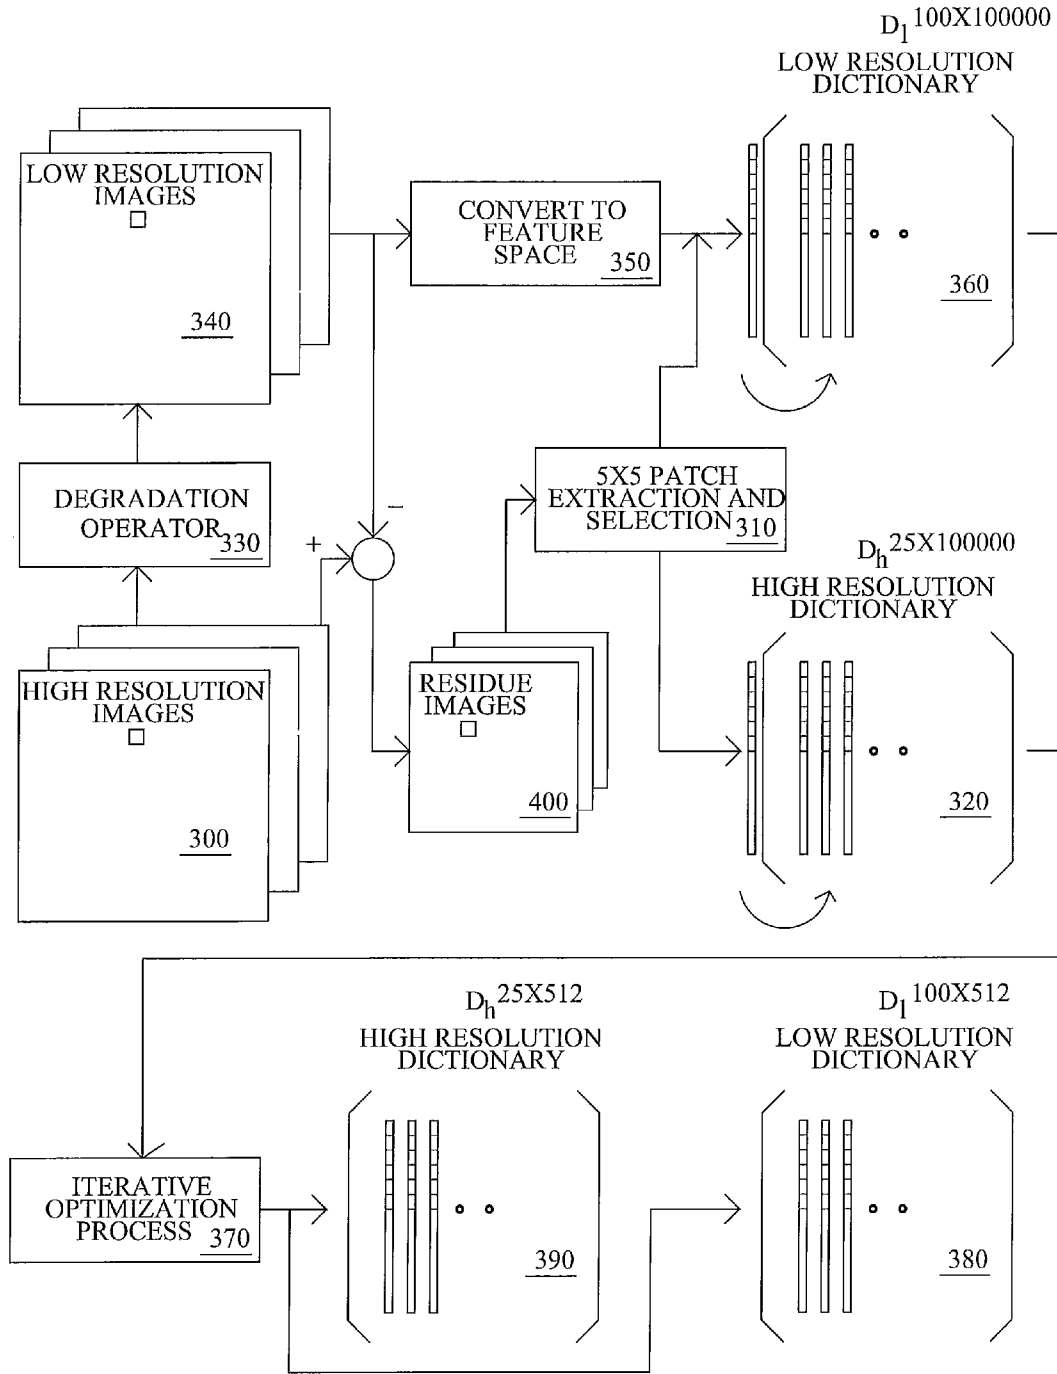 D_l^100X100000
LOW RESOLUTION
DICTIONARY
LOW RESOLUTION
IMAGES
340
CONVERT TO
FEATURE
SPACE
350
360
DEGRADATION
OPERATOR
330
5X5 PATCH
EXTRACTION AND
SELECTION
310
−
+
D_h^25X100000
HIGH RESOLUTION
DICTIONARY
HIGH RESOLUTION
IMAGES
300
RESIDUE
IMAGES
400
320
D_h^25X512
HIGH RESOLUTION
DICTIONARY
D_l^100X512
LOW RESOLUTION
DICTIONARY
ITERATIVE
OPTIMIZATION
PROCESS
370
390
380